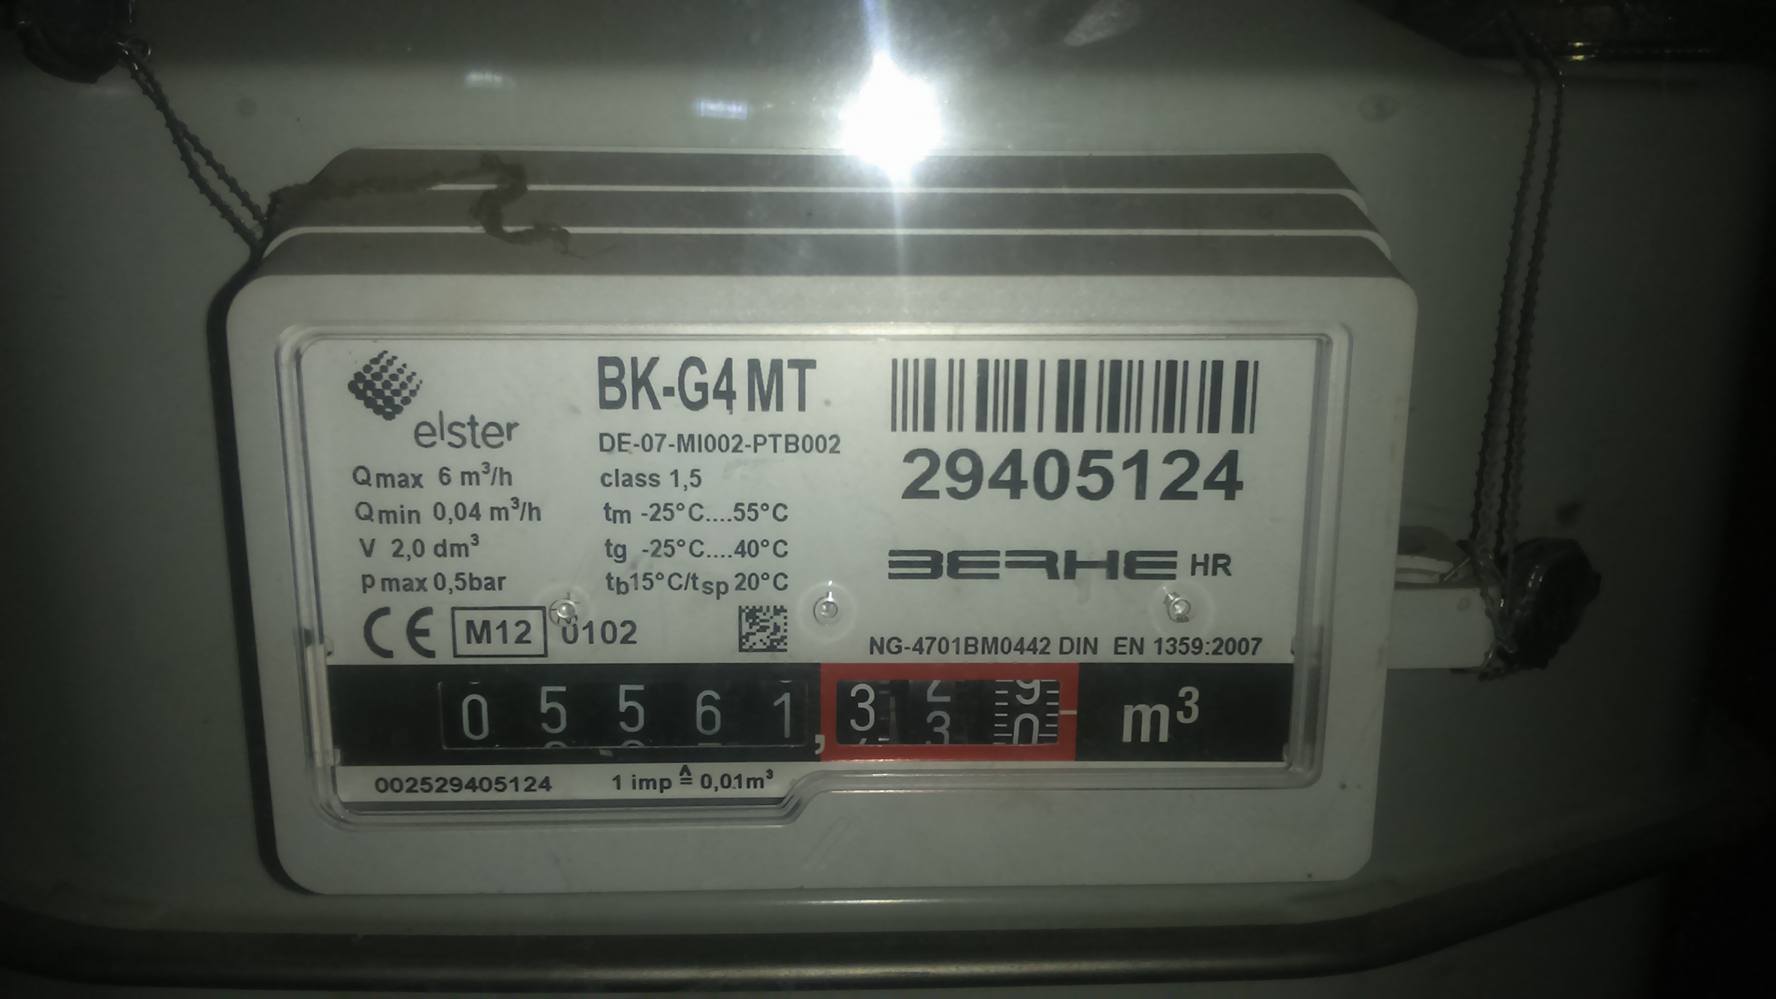 elster
BK-G4 MT
DE-07-MI002-PTB002
29405124
Qmax 6 m³/h
class 1,5
Qmin 0,04 m³/h
tm -25°C....55°C
V 2,0 dm³
tg -25°C....40°C
BERHE HR
pmax 0,5bar
tb15°C/tsp 20°C
CE M12 0102
NG-4701BM0442 DIN EN 1359:2007
0 5 5 6 1 , 3 m³
002529405124
1 imp ≙ 0,01m³